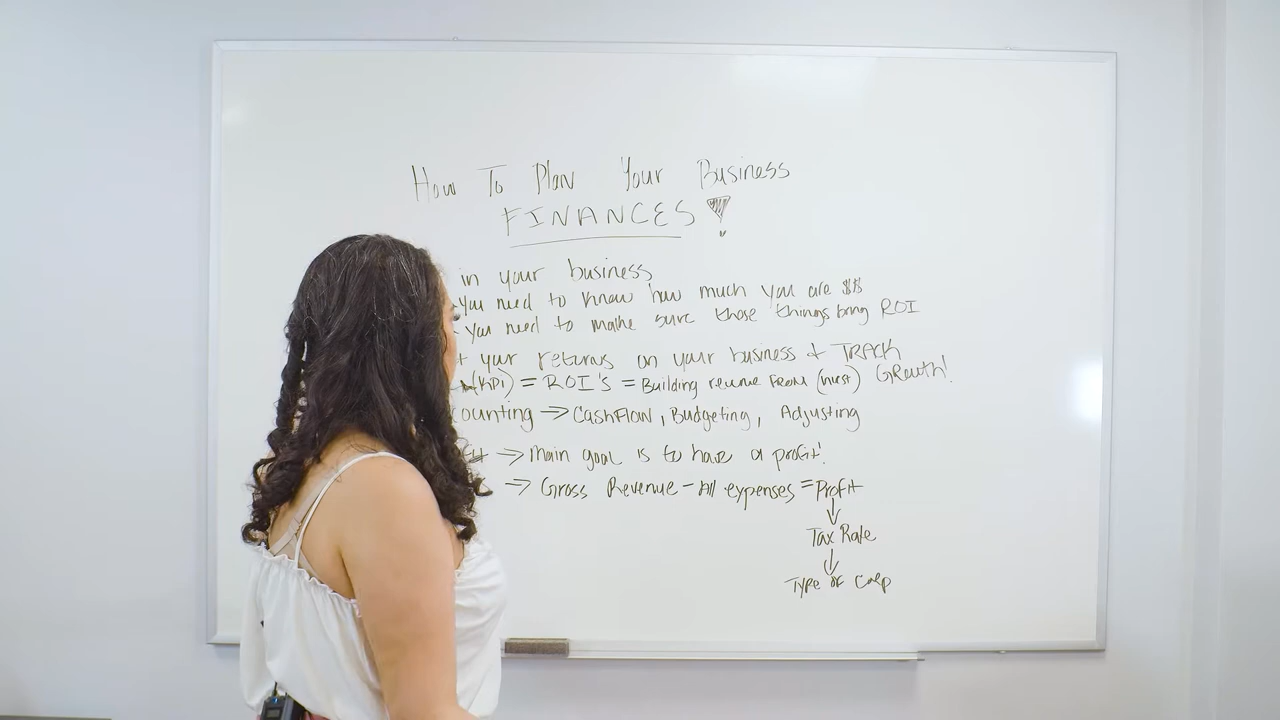 How To Plan Your Business
FINANCES!
in your business
you need to know how much you are $$
- you need to make sure those things bring ROI
your returns on your business + TRACK
(KPI) = ROI's = Building revenue FROM (invst) Growth!
counting → CashFlow, Budgeting, Adjusting
→ Main goal is to have a profit!
→ Gross Revenue - All expenses = Profit
↓
Tax Rate
↓
Type of Corp